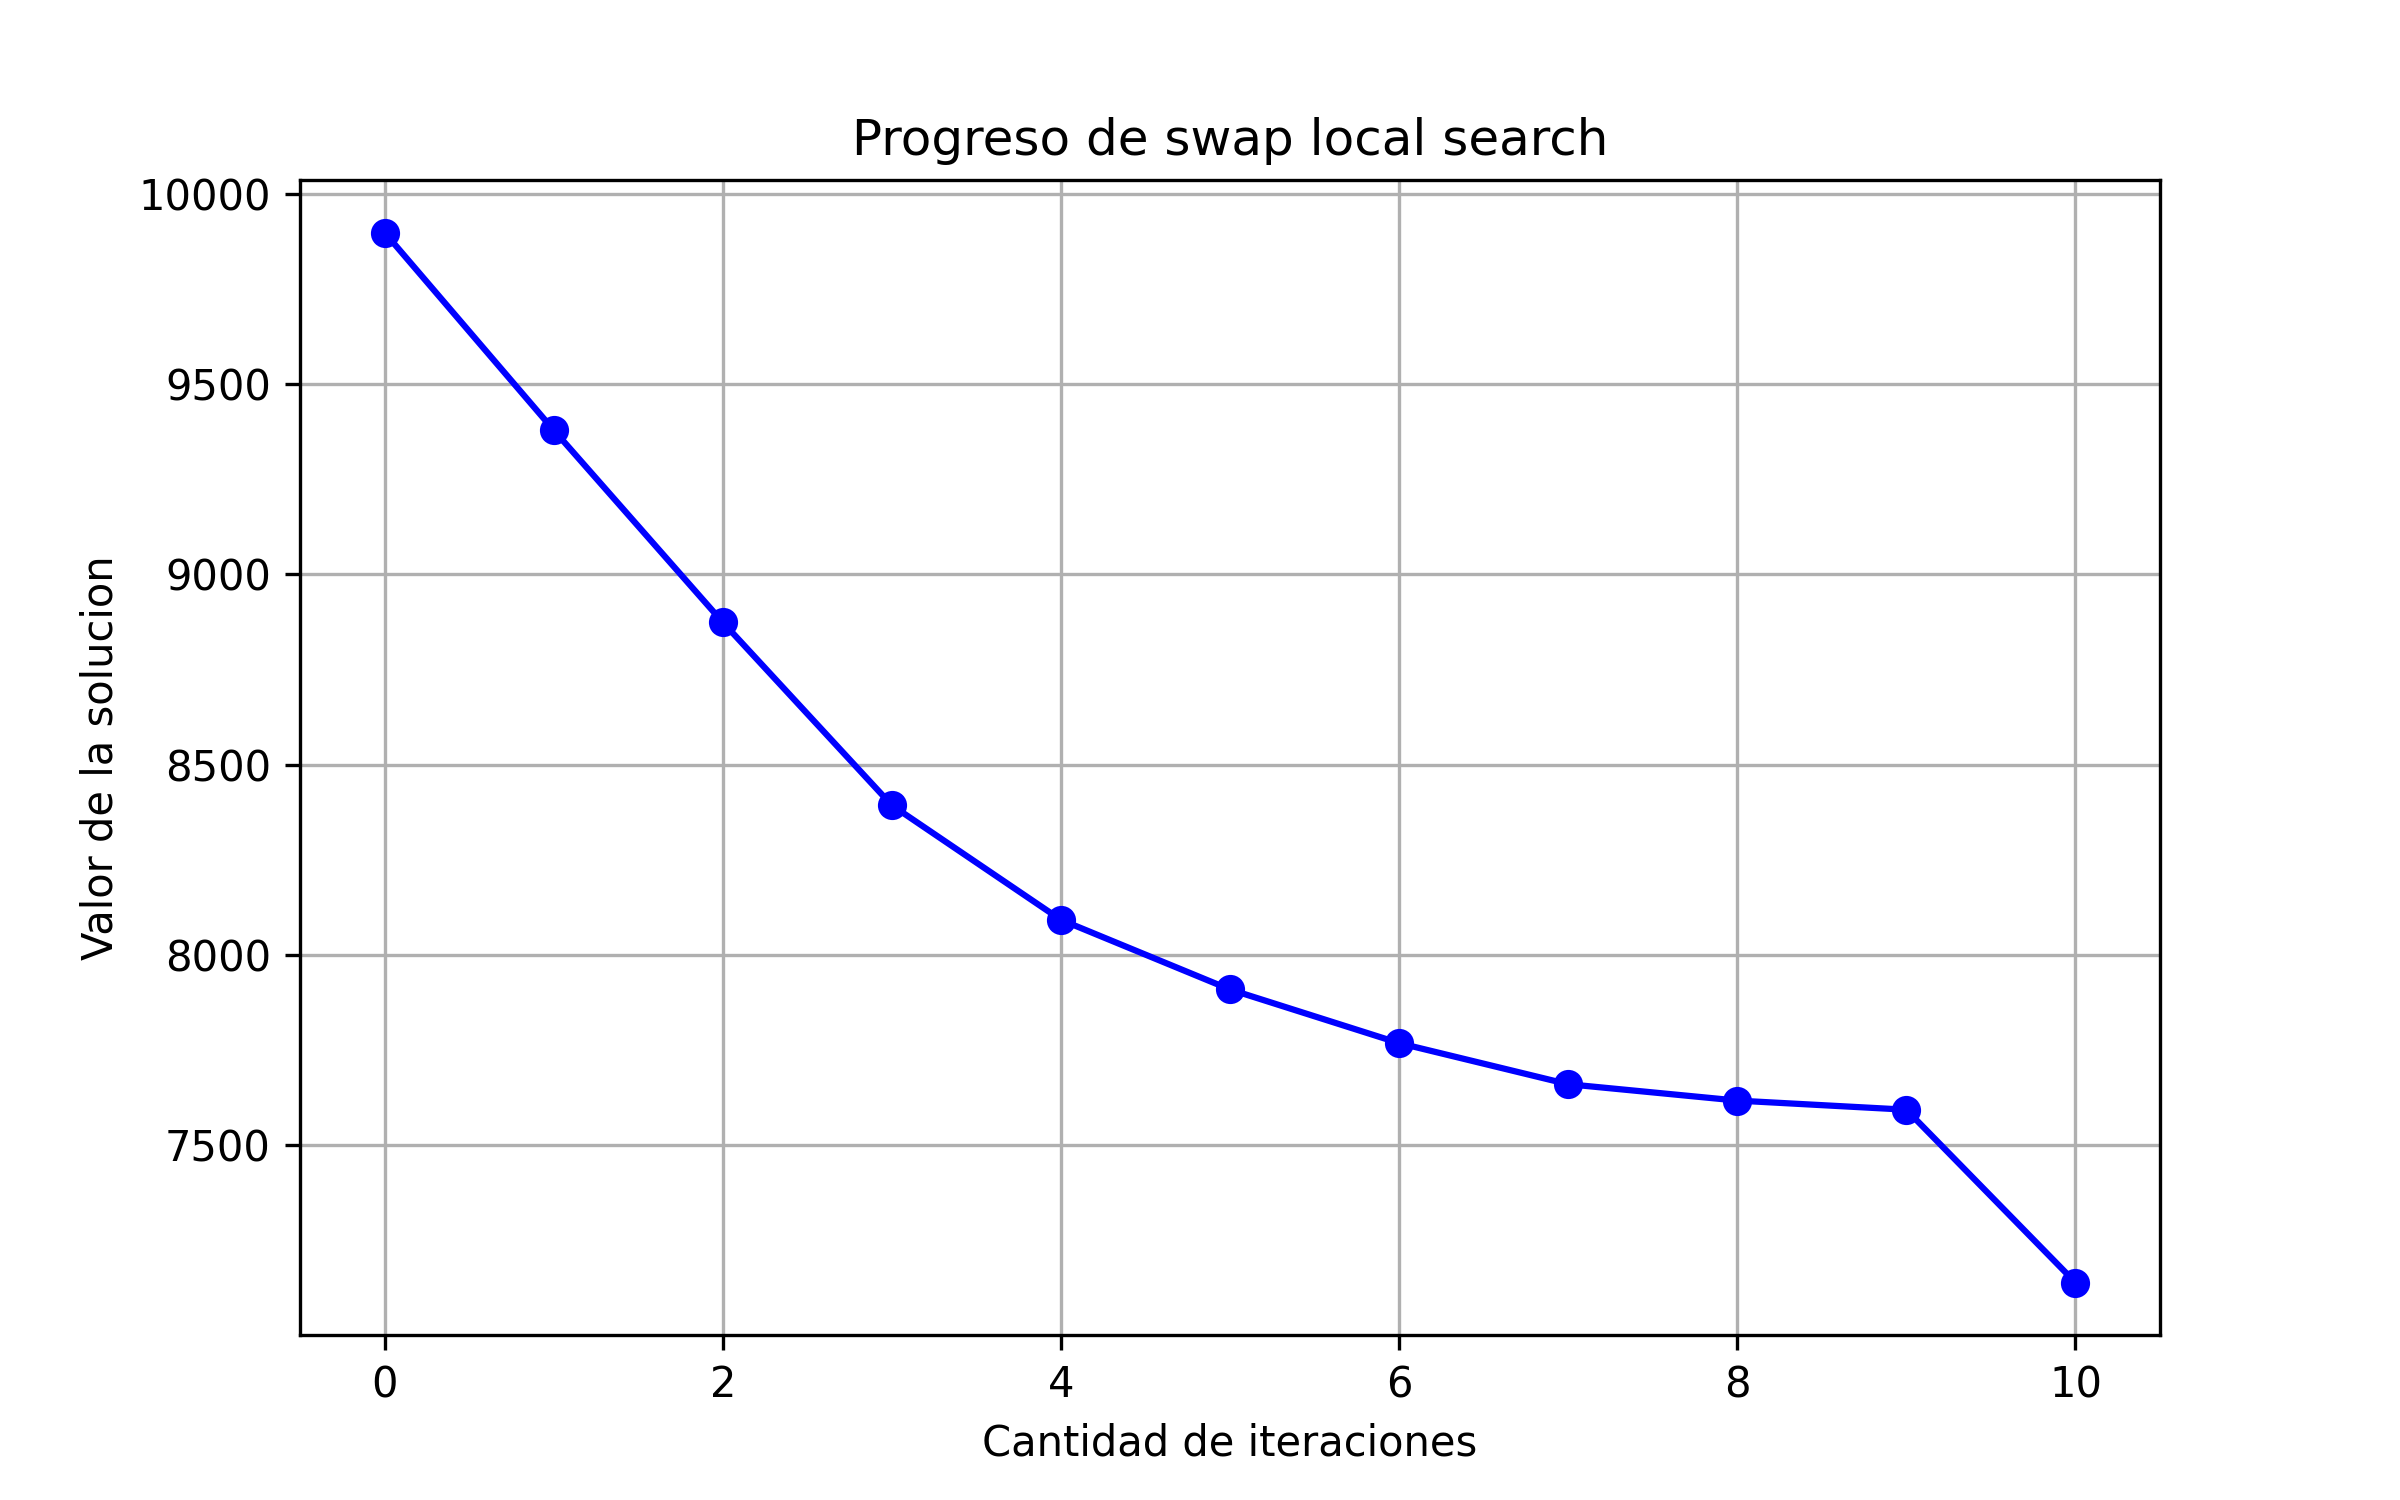 Progreso de swap local search
10000
9500
9000
8500
8000
7500
Valor de la solucion
0 2 4 6 8 10
Cantidad de iteraciones